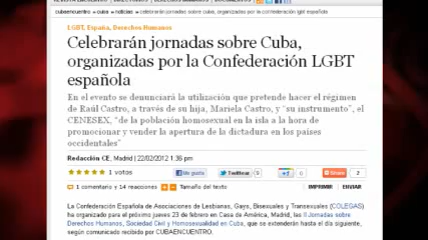 cubaencuentro » cuba » noticias » celebrarán jornadas sobre cuba, organizadas por la confederación lgbt española
LGBT, España, Derechos Humanos
Celebrarán jornadas sobre Cuba,
organizadas por la Confederación LGBT
española
En el evento se denunciará la utilización que pretende hacer el régimen
de Raúl Castro, a través de su hija, Mariela Castro, y “su instrumento”, el
CENESEX, “de la población homosexual en la isla a la hora de
promocionar y vender la apertura de la dictadura en los países
occidentales”
Redacción CE, Madrid | 22/02/2012 1:36 pm
1 votos
Me gusta 3 Twittear 0 Share 2
1 comentario y 14 reacciones Tamaño del texto IMPRIMIR ENVIAR
La Confederación Española de Asociaciones de Lesbianas, Gays, Bisexuales y Transexuales (COLEGAS)
ha organizado para el próximo jueves 23 de febrero en Casa de América, Madrid, las II Jornadas sobre
Derechos Humanos, Sociedad Civil y Homosexualidad en Cuba, que se extenderán hasta el día siguiente,
según comunicado recibido por CUBAENCUENTRO.